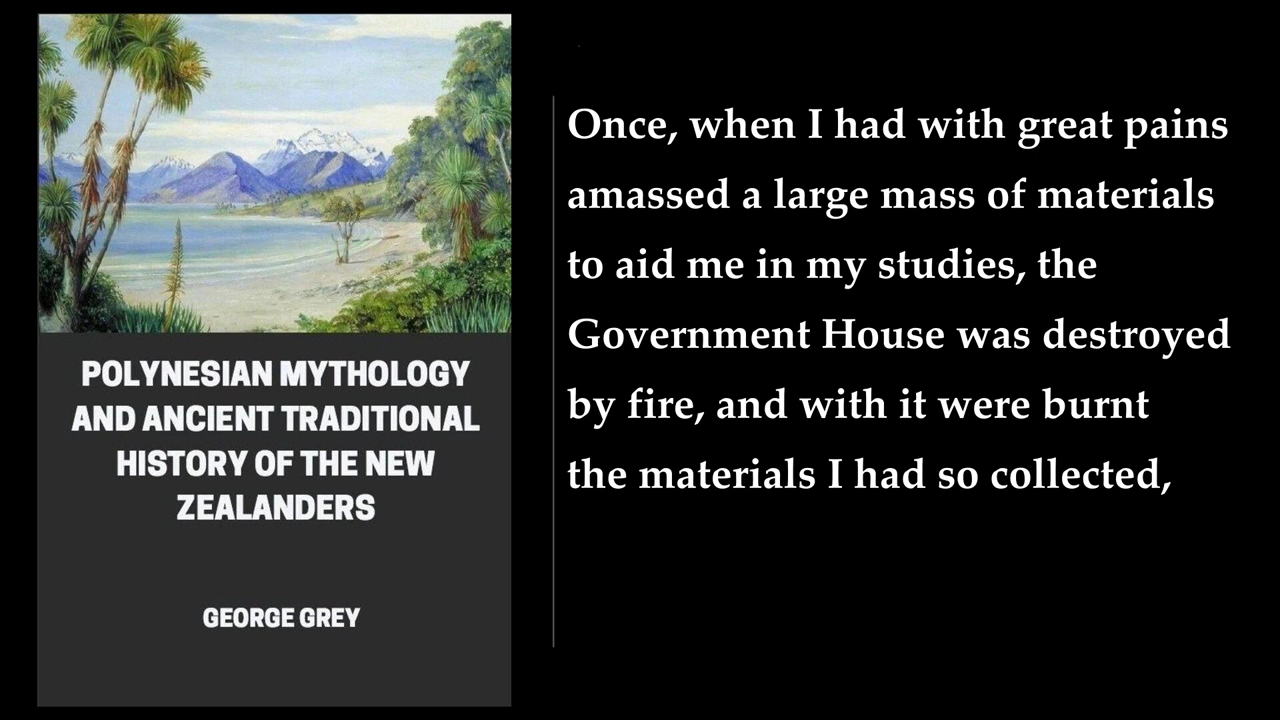 POLYNESIAN MYTHOLOGY
AND ANCIENT TRADITIONAL
HISTORY OF THE NEW
ZEALANDERS
GEORGE GREY
Once, when I had with great pains
amassed a large mass of materials
to aid me in my studies, the
Government House was destroyed
by fire, and with it were burnt
the materials I had so collected,